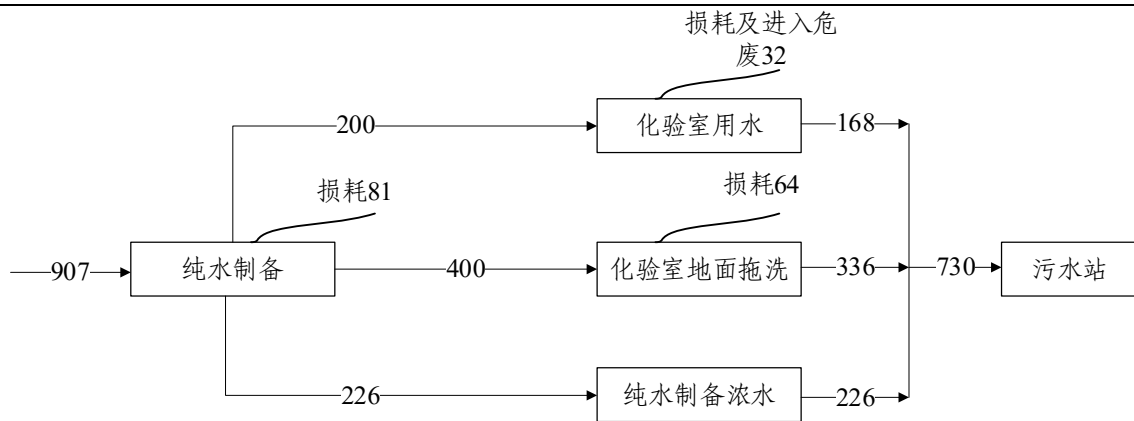 损耗及进入危
废32
200
化验室用水
168
损耗81
损耗64
907
纯水制备
400
化验室地面拖洗
336
730
污水站
226
纯水制备浓水
226